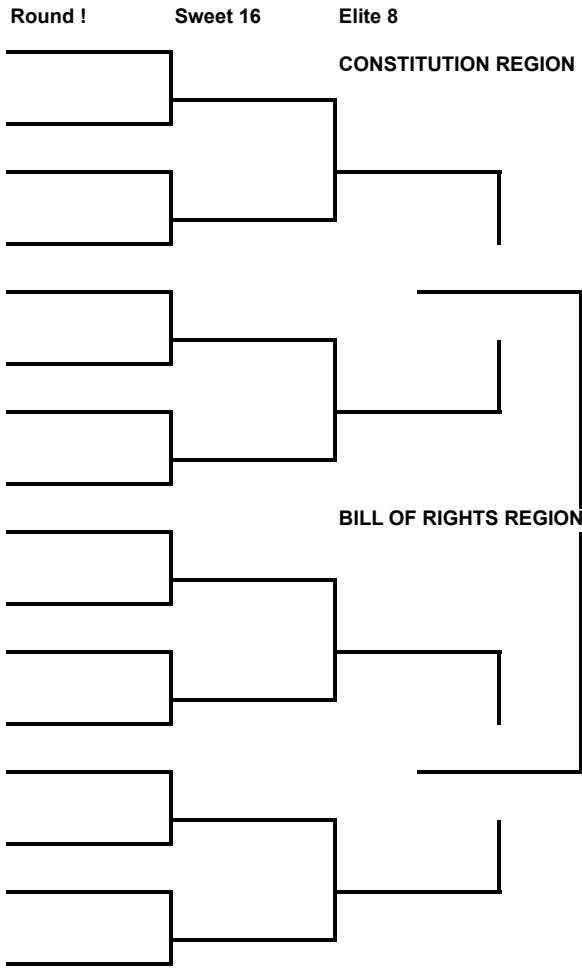 Round ! Sweet 16 Elite 8
CONSTITUTION REGION
BILL OF RIGHTS REGION